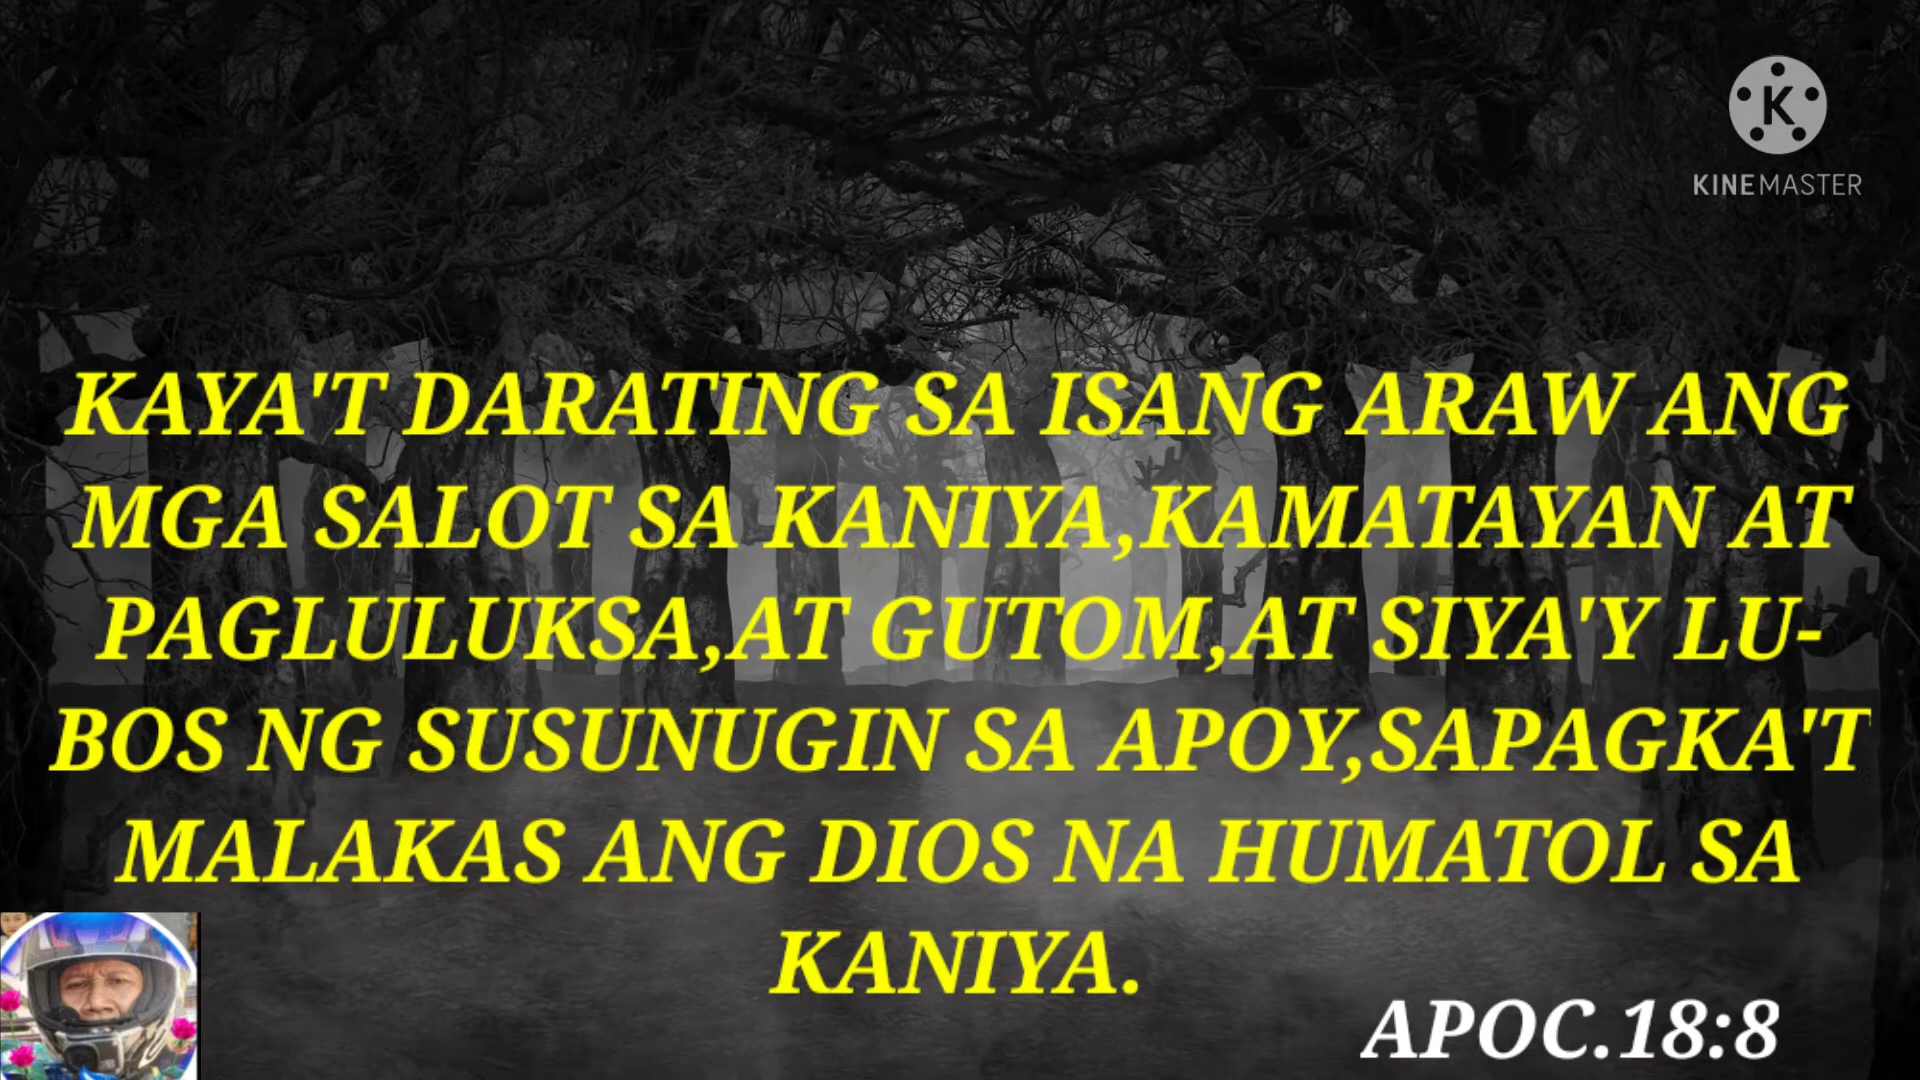 K
KINEMASTER
KAYA'T DARATING SA ISANG ARAW ANG
MGA SALOT SA KANIYA,KAMATAYAN AT
PAGLULUKSA,AT GUTOM,AT SIYA'Y LU-
BOS NG SUSUNUGIN SA APOY,SAPAGKA'T
MALAKAS ANG DIOS NA HUMATOL SA
KANIYA.
APOC.18:8